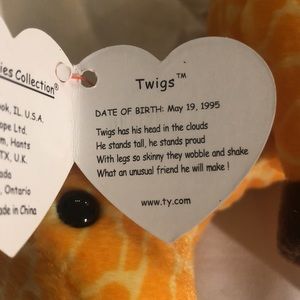 ies Collection®
ok, IL U.S.A.
ope Ltd.
m, Hants
TX, U.K.
ada
, Ontario
ade in China
Twigs™
DATE OF BIRTH: May 19, 1995
Twigs has his head in the clouds
He stands tall, he stands proud
With legs so skinny they wobble and shake
What an unusual friend he will make !
www.ty.com